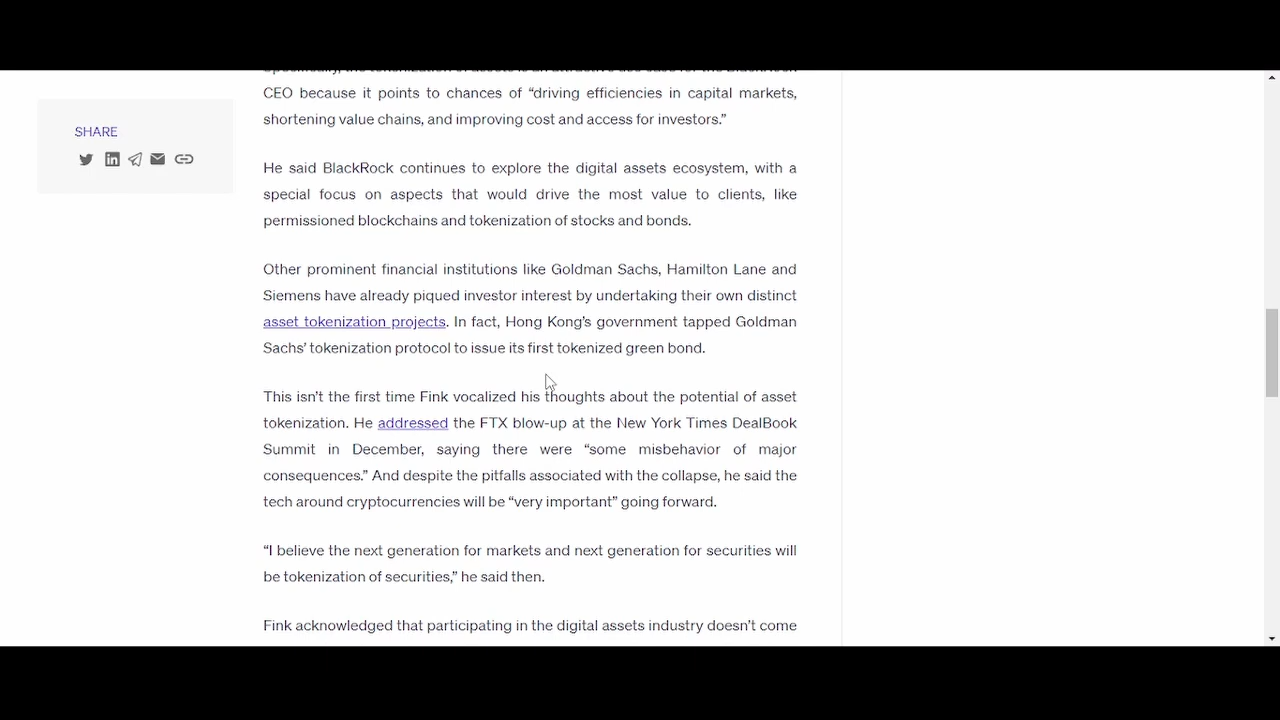 CEO because it points to chances of “driving efficiencies in capital markets,
shortening value chains, and improving cost and access for investors.”
SHARE
He said BlackRock continues to explore the digital assets ecosystem, with a
special focus on aspects that would drive the most value to clients, like
permissioned blockchains and tokenization of stocks and bonds.
Other prominent financial institutions like Goldman Sachs, Hamilton Lane and
Siemens have already piqued investor interest by undertaking their own distinct
asset tokenization projects. In fact, Hong Kong’s government tapped Goldman
Sachs’ tokenization protocol to issue its first tokenized green bond.
This isn’t the first time Fink vocalized his thoughts about the potential of asset
tokenization. He addressed the FTX blow-up at the New York Times DealBook
Summit in December, saying there were “some misbehavior of major
consequences.” And despite the pitfalls associated with the collapse, he said the
tech around cryptocurrencies will be “very important” going forward.
“I believe the next generation for markets and next generation for securities will
be tokenization of securities,” he said then.
Fink acknowledged that participating in the digital assets industry doesn’t come